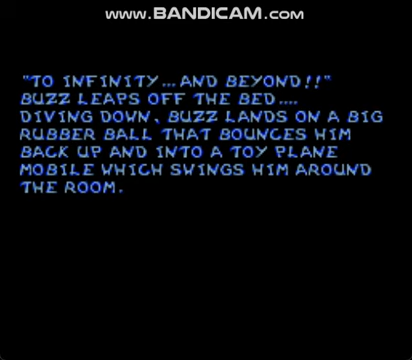 www.BANDICAM.com
"TO INFINITY...AND BEYOND!!"
BUZZ LEAPS OFF THE BED....
DIVING DOWN, BUZZ LANDS ON A BIG
RUBBER BALL THAT BOUNCES HIM
BACK UP AND INTO A TOY PLANE
MOBILE WHICH SWINGS HIM AROUND
THE ROOM.